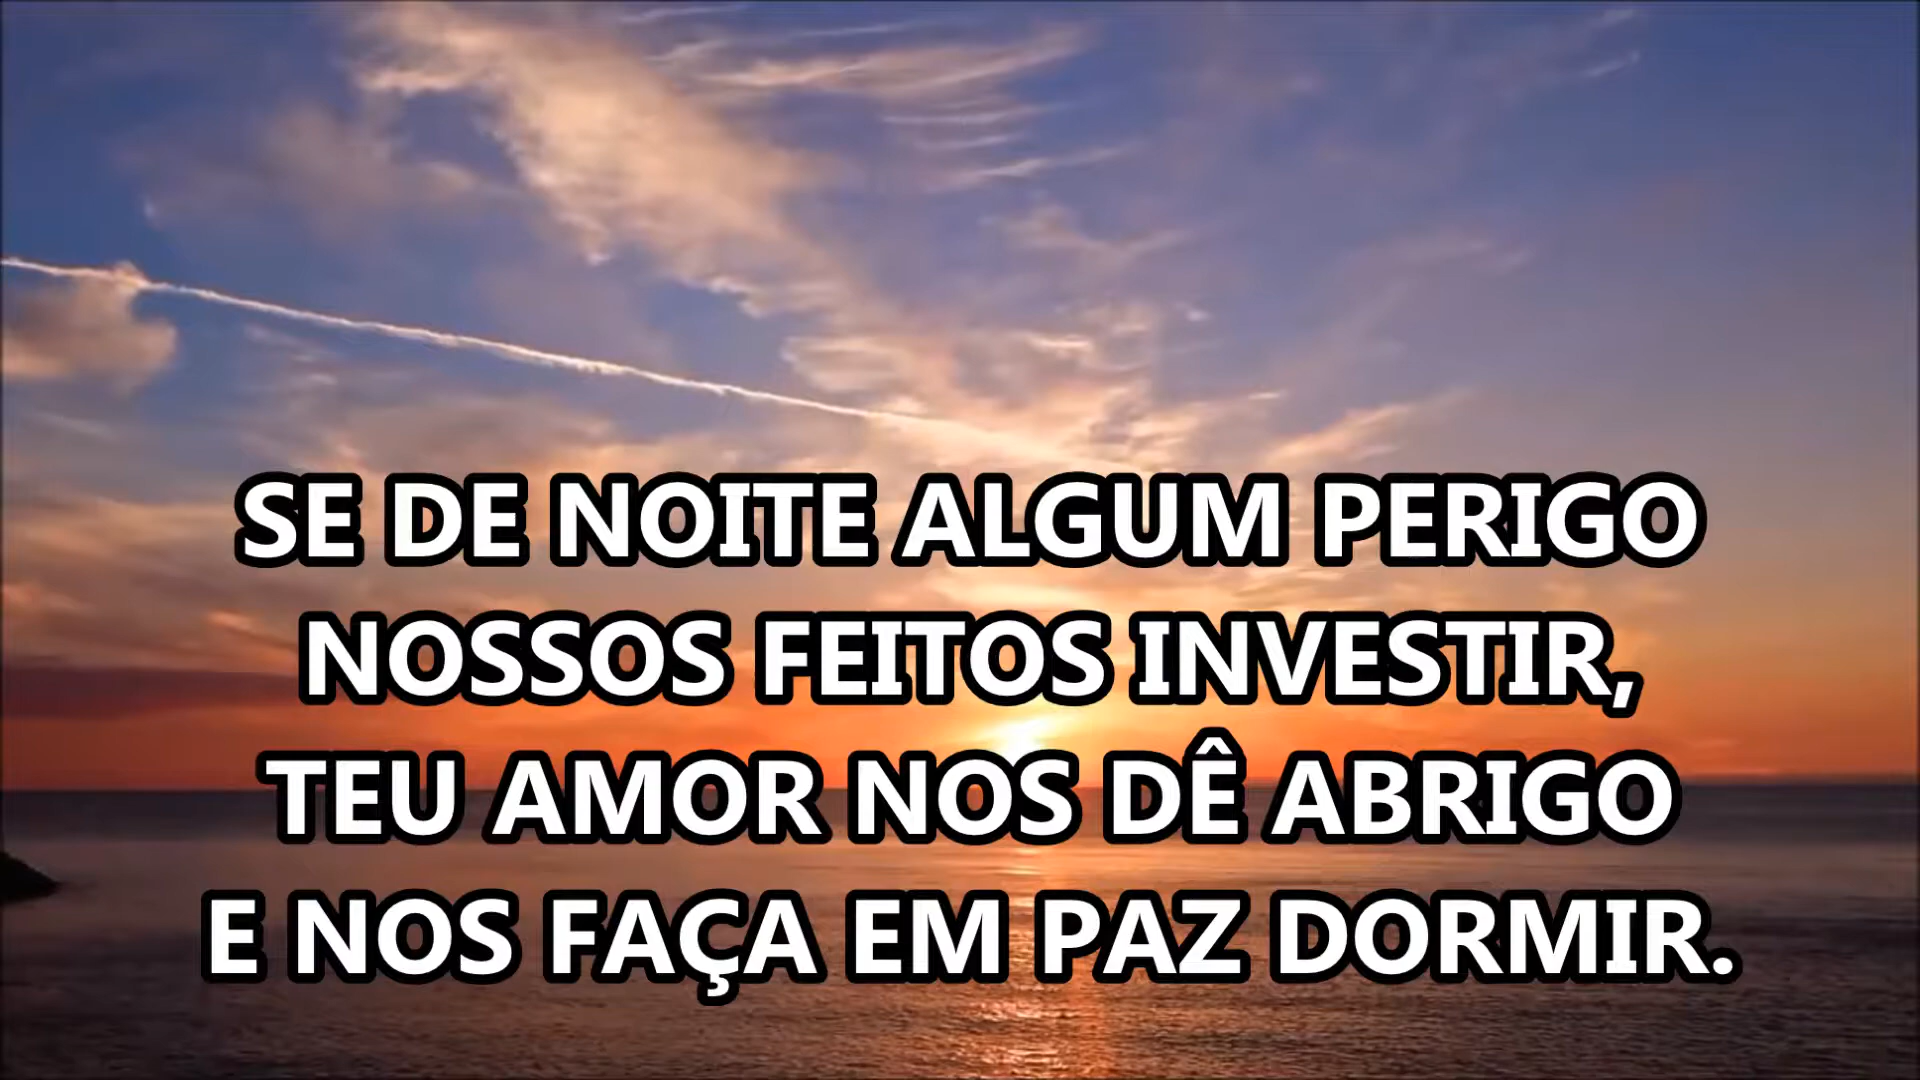 SE DE NOITE ALGUM PERIGO
NOSSOS FEITOS INVESTIR,
TEU AMOR NOS DÊ ABRIGO
E NOS FAÇA EM PAZ DORMIR.